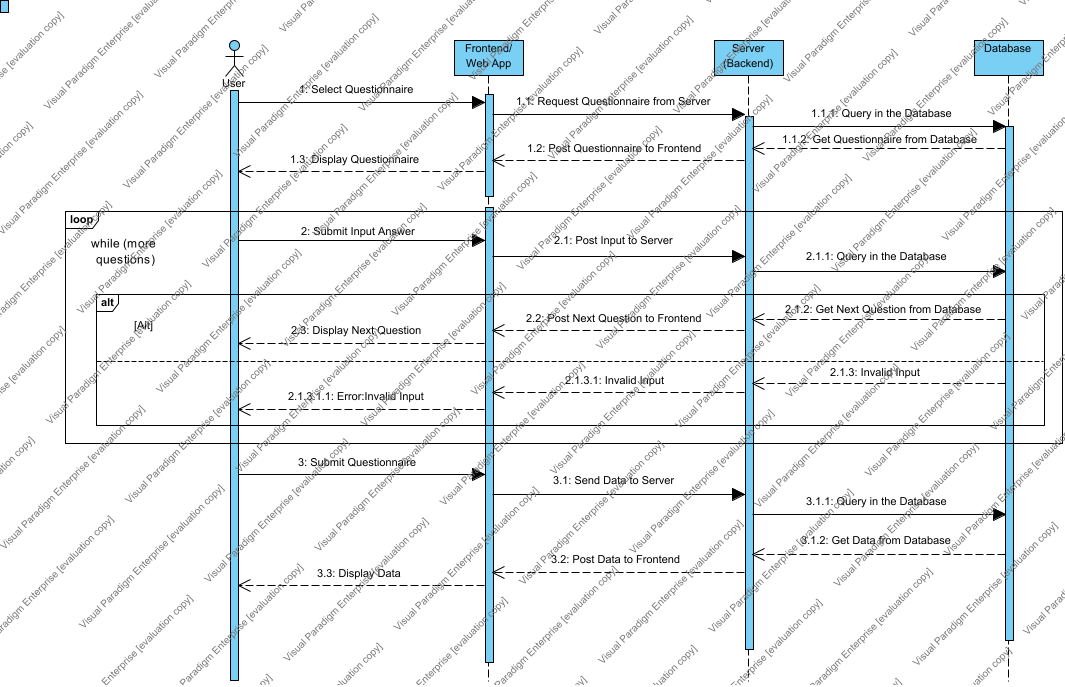 Frontend/
Web App
Server
(Backend)
Database
User
1: Select Questionnaire
1.1: Request Questionnaire from Server
1.1.1: Query in the Database
1.1.2: Get Questionnaire from Database
1.2: Post Questionnaire to Frontend
1.3: Display Questionnaire
loop
while (more
questions)
2: Submit Input Answer
2.1: Post Input to Server
2.1.1: Query in the Database
alt
[Alt]
2.1.2: Get Next Question from Database
2.2: Post Next Question to Frontend
2.3: Display Next Question
2.1.3: Invalid Input
2.1.3.1: Invalid Input
2.1.3.1.1: Error:Invalid Input
3: Submit Questionnaire
3.1: Send Data to Server
3.1.1: Query in the Database
3.1.2: Get Data from Database
3.2: Post Data to Frontend
3.3: Display Data
Visual Paradigm Enterprise [evaluation copy]